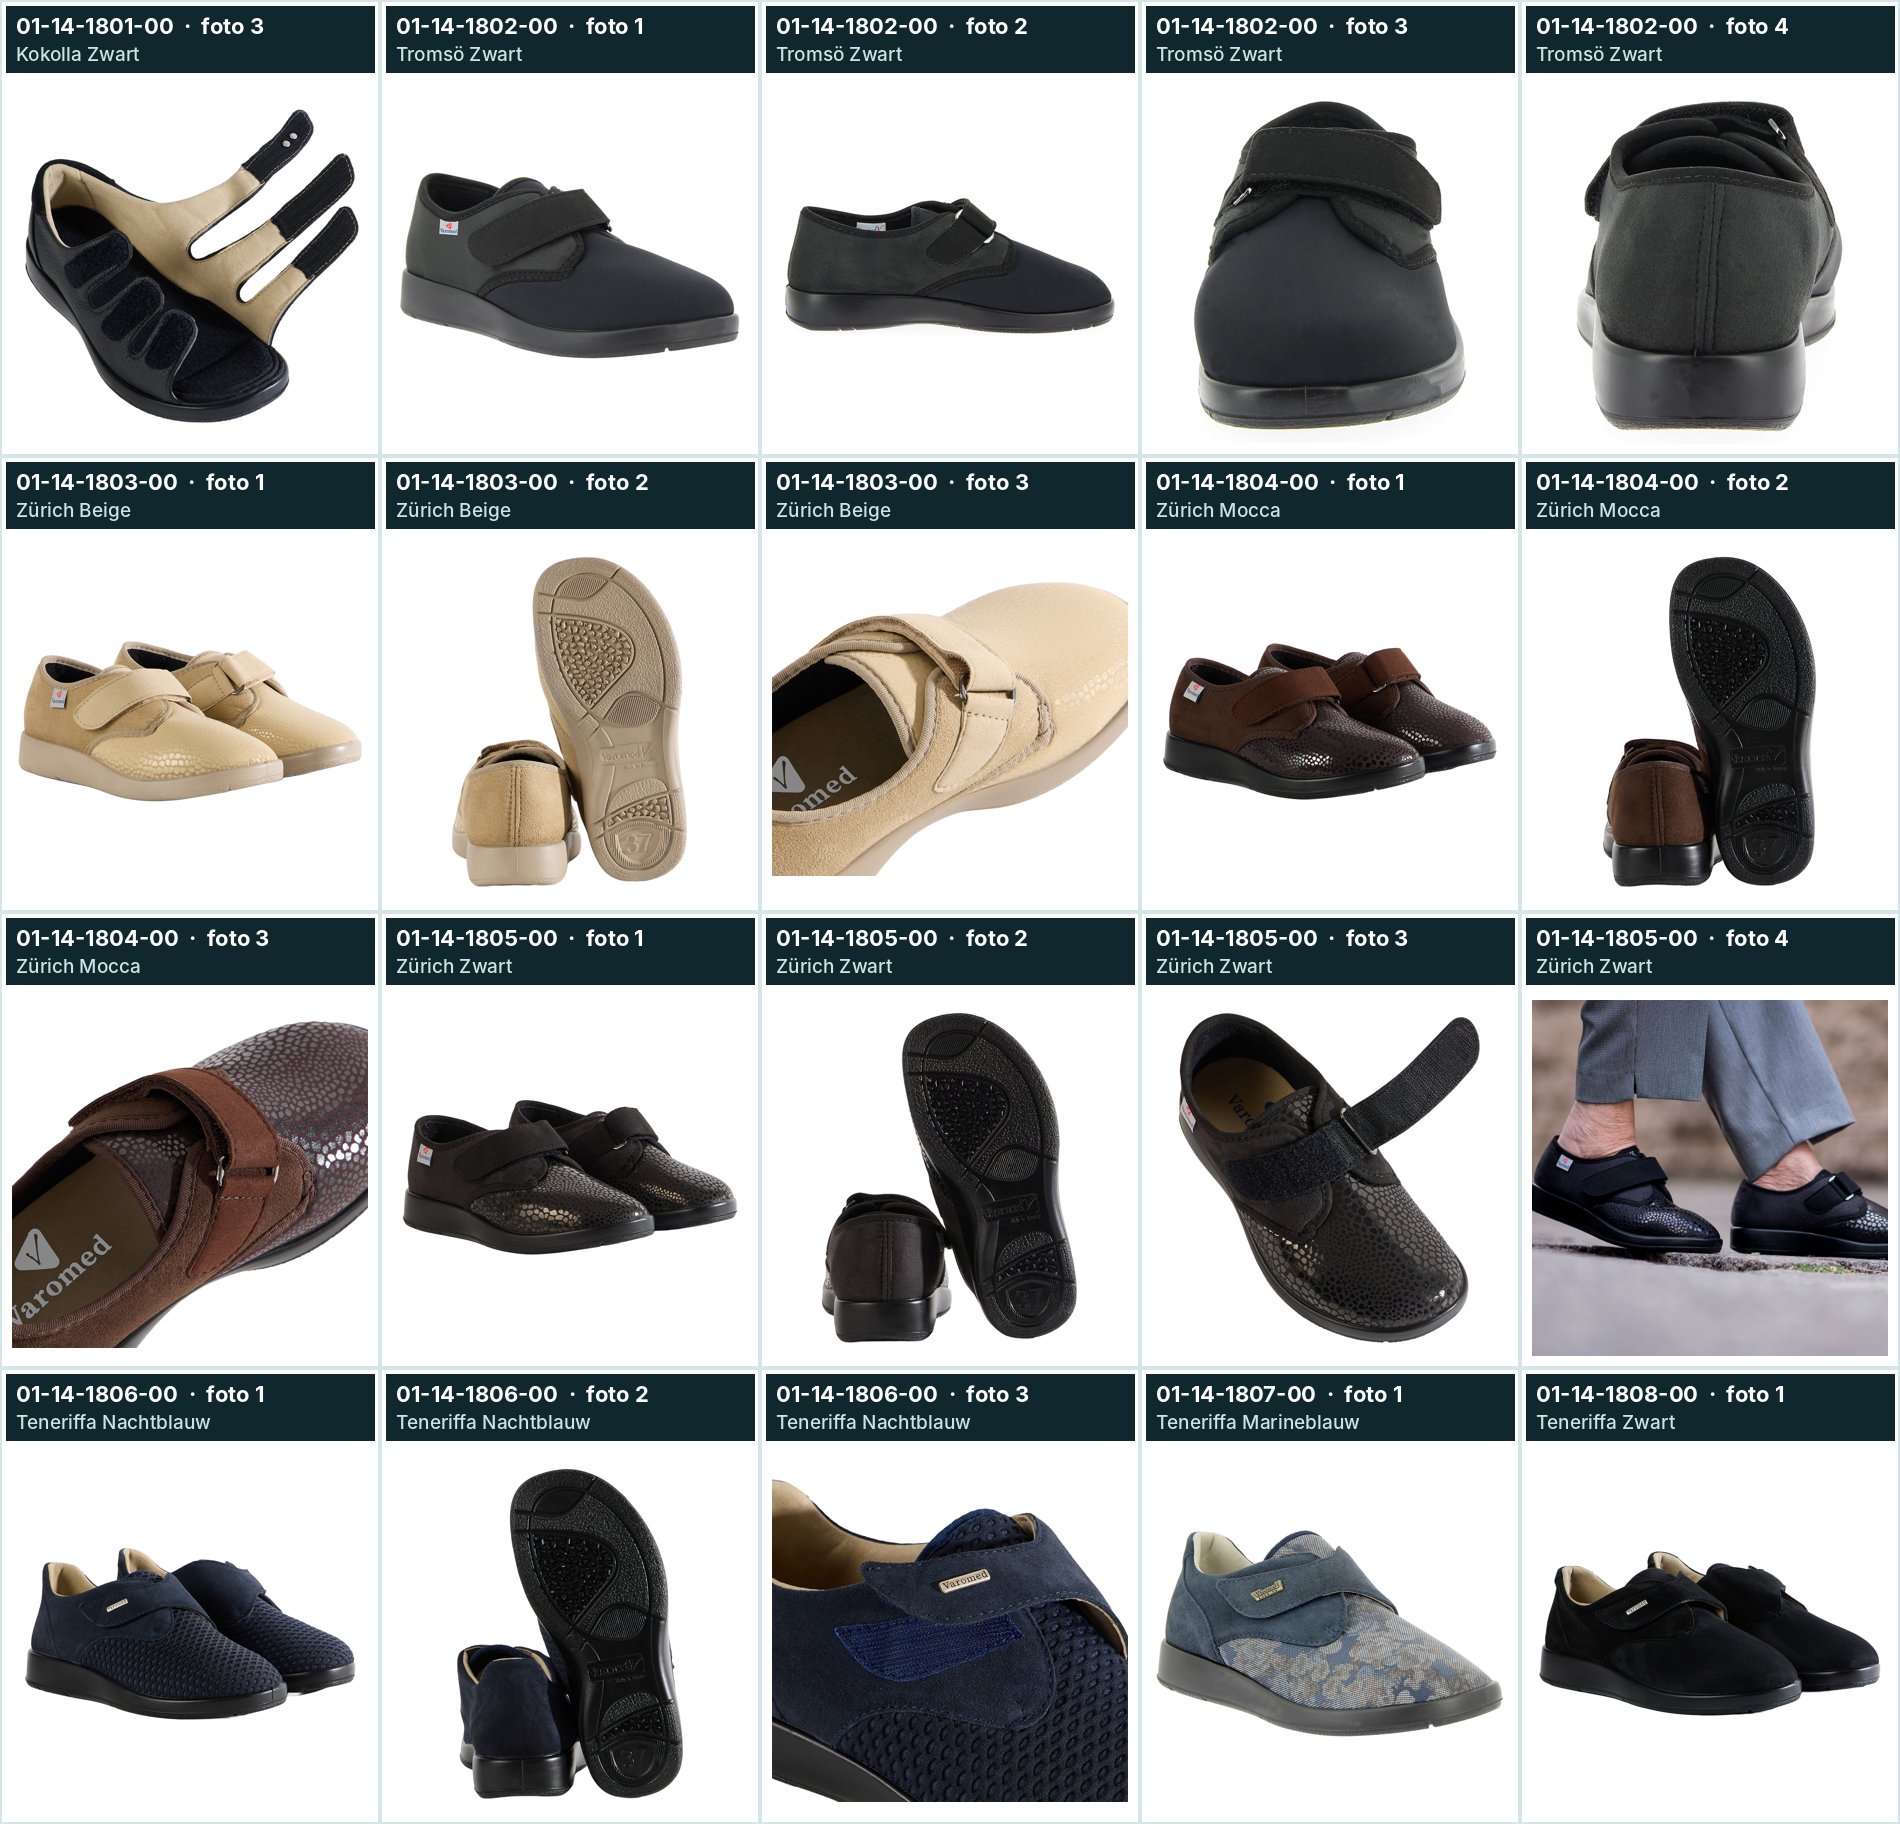 01-14-1801-00 · foto 3
Kokolla Zwart
01-14-1802-00 · foto 1
Tromsö Zwart
01-14-1802-00 · foto 2
Tromsö Zwart
01-14-1802-00 · foto 3
Tromsö Zwart
01-14-1802-00 · foto 4
Tromsö Zwart
Varomed
01-14-1803-00 · foto 1
Zürich Beige
01-14-1803-00 · foto 2
Zürich Beige
01-14-1803-00 · foto 3
Zürich Beige
01-14-1804-00 · foto 1
Zürich Mocca
01-14-1804-00 · foto 2
Zürich Mocca
Varomed
37
omed
01-14-1804-00 · foto 3
Zürich Mocca
01-14-1805-00 · foto 1
Zürich Zwart
01-14-1805-00 · foto 2
Zürich Zwart
01-14-1805-00 · foto 3
Zürich Zwart
01-14-1805-00 · foto 4
Zürich Zwart
Varomed
37
01-14-1806-00 · foto 1
Teneriffa Nachtblauw
01-14-1806-00 · foto 2
Teneriffa Nachtblauw
01-14-1806-00 · foto 3
Teneriffa Nachtblauw
01-14-1807-00 · foto 1
Teneriffa Marineblauw
01-14-1808-00 · foto 1
Teneriffa Zwart
Varomed
Varomed
37